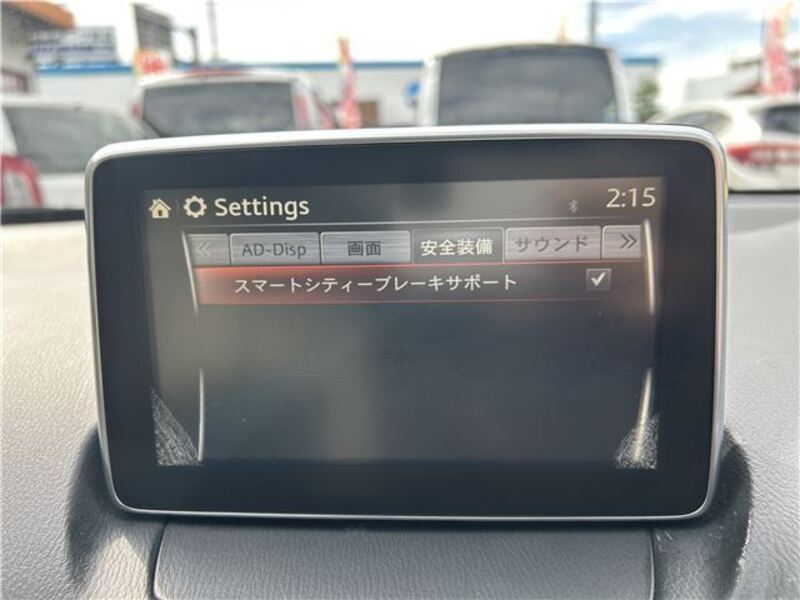 Settings 2:15
AD-Disp 画面 安全装備 サウンド
スマートシティーブレーキサポート